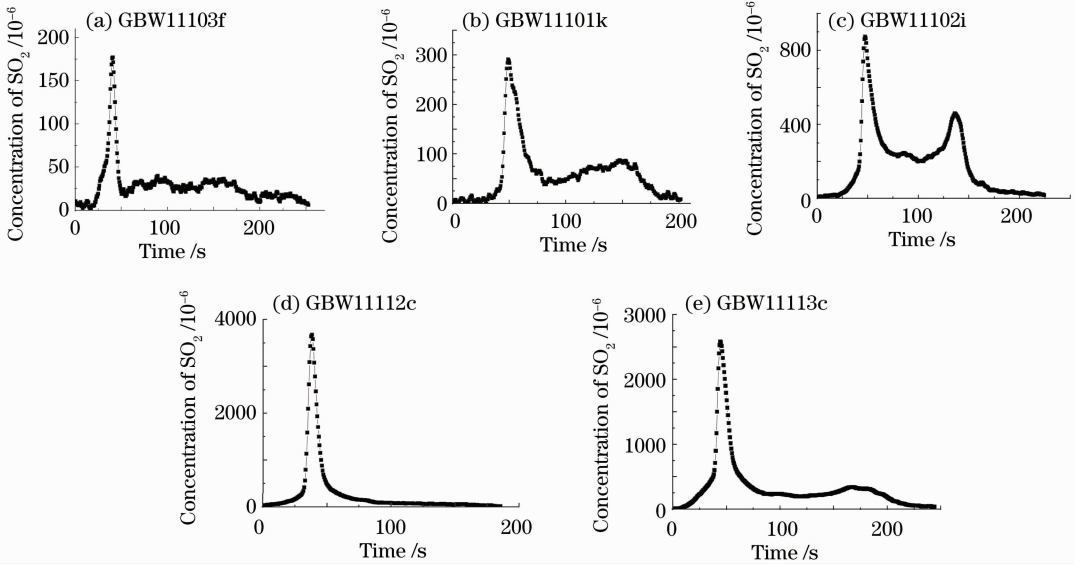 (a) GBW11103f
Concentration of SO₂ /10⁻⁶
200
150
100
50
0
0 100 200
Time /s
(b) GBW11101k
Concentration of SO₂ /10⁻⁶
300
200
100
0
0 100 200
Time /s
(c) GBW11102i
Concentration of SO₂ /10⁻⁶
800
400
0
0 100 200
Time /s
(d) GBW11112c
Concentration of SO₂ /10⁻⁶
4000
2000
0
0 100 200
Time /s
(e) GBW11113c
Concentration of SO₂ /10⁻⁶
3000
2000
1000
0
0 100 200
Time /s